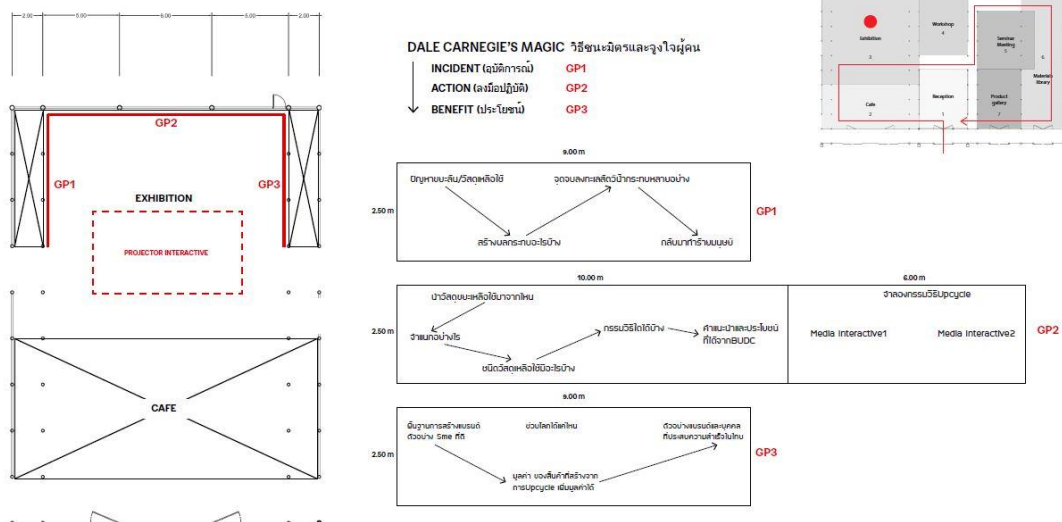 2.00 5.00 6.00 5.00 2.00
GP2
GP1
GP3
EXHIBITION
PROJECTOR INTERACTIVE
CAFE
DALE CARNEGIE'S MAGIC วิธีชนะมิตรและจูงใจผู้คน
INCIDENT (อุบัติการณ์) GP1
ACTION (ลงมือปฏิบัติ) GP2
BENEFIT (ประโยชน์) GP3
Exhibition
3
Workshop
4
Seminar
Meeting
5
6
Materials
library
Cafe
2
Reception
1
Product
gallery
7
9.00 m
2.50 m
ปัญหาขยะล้น/วัสดุเหลือใช้
จุดจบลงทะเลสัตว์น้ำกระทบหลายอย่าง
สร้างผลกระทบอะไรบ้าง
กลับมาทำร้ายมนุษย์
GP1
10.00 m
6.00 m
2.50 m
นำวัสดุขยะเหลือใช้มาจากไหน
จำแนกอย่างไร
ชนิดวัสดุเหลือใช้มีอะไรบ้าง
กรรมวิธีใดได้บ้าง
คำแนะนำและประโยชน์
ที่ได้จากBUDC
จำลองกรรมวิธีUpcycle
Media Interactive1
Media Interactive2
GP2
9.00 m
2.50 m
พื้นฐานการสร้างแบรนด์
ตัวอย่าง Sme ที่ดี
ช่วยโลกได้แค่ไหน
ตัวอย่างแบรนด์และบุคคล
ที่ประสบความสำเร็จในไทย
มูลค่า ของสิ้นค้าที่สร้างจาก
การUpcycle เพิ่มมูลค่าได้
GP3